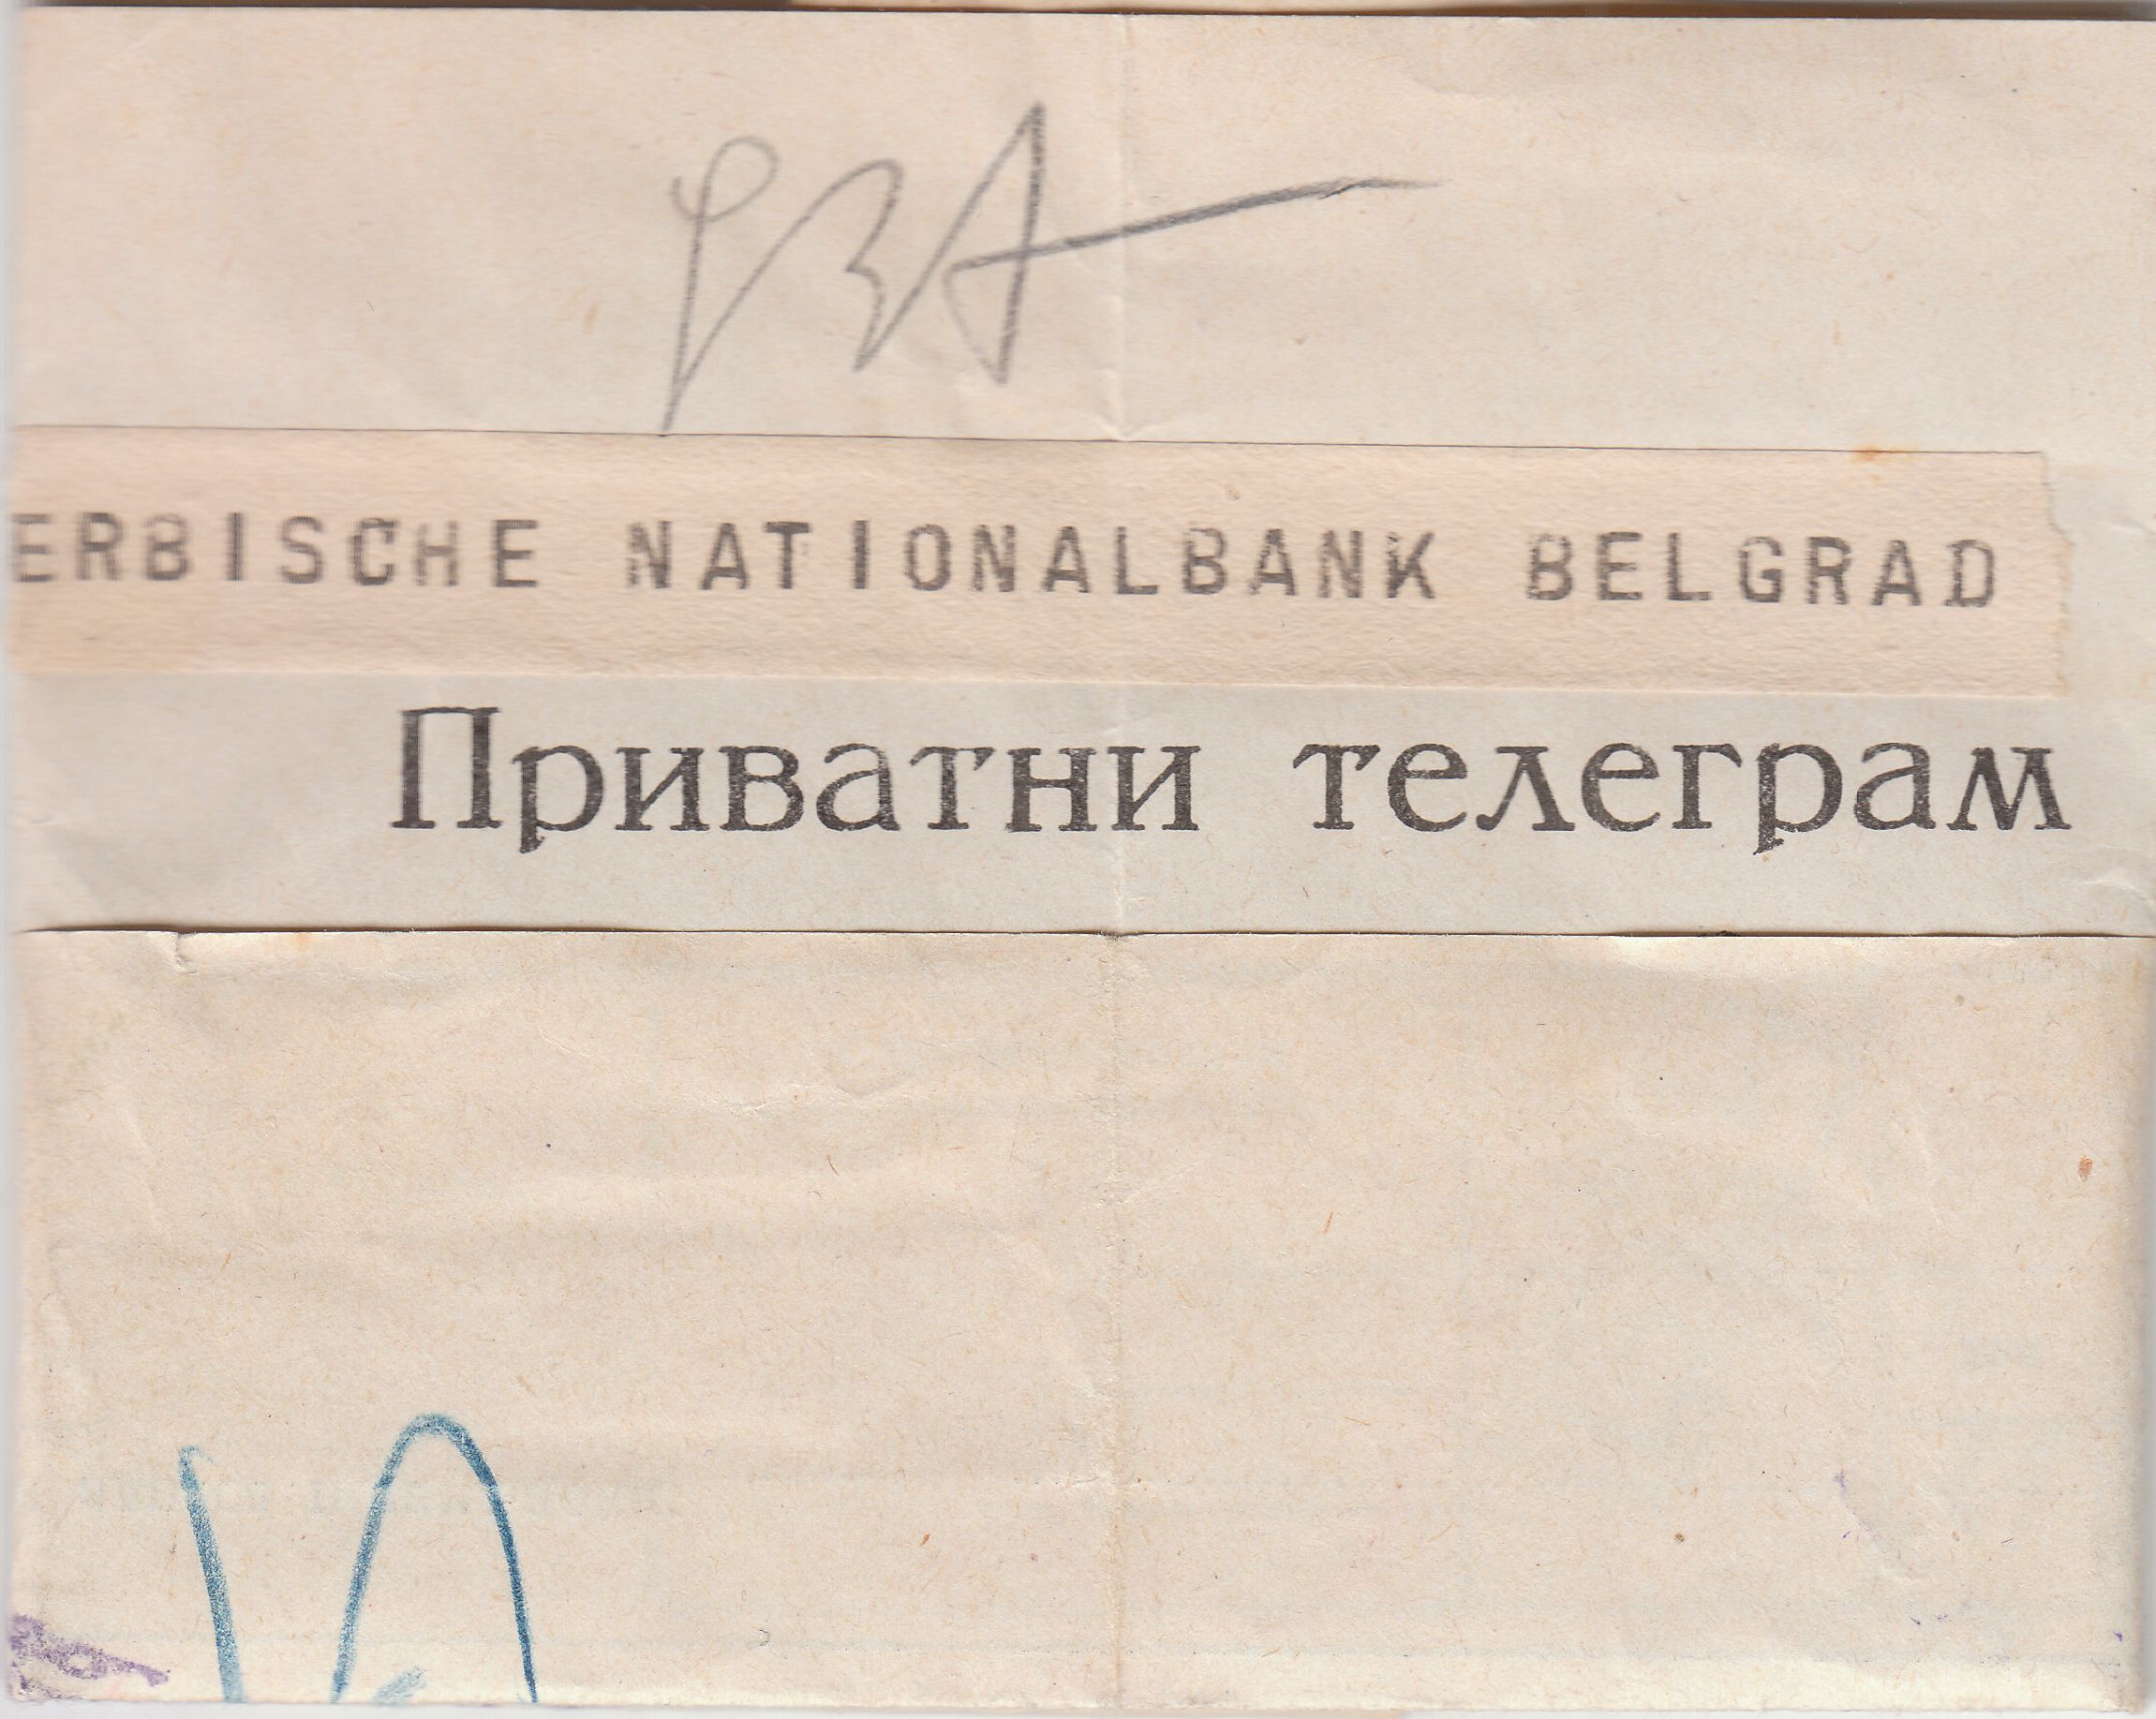 ERBISCHE NATIONALBANK BELGRAD
Приватни телеграм